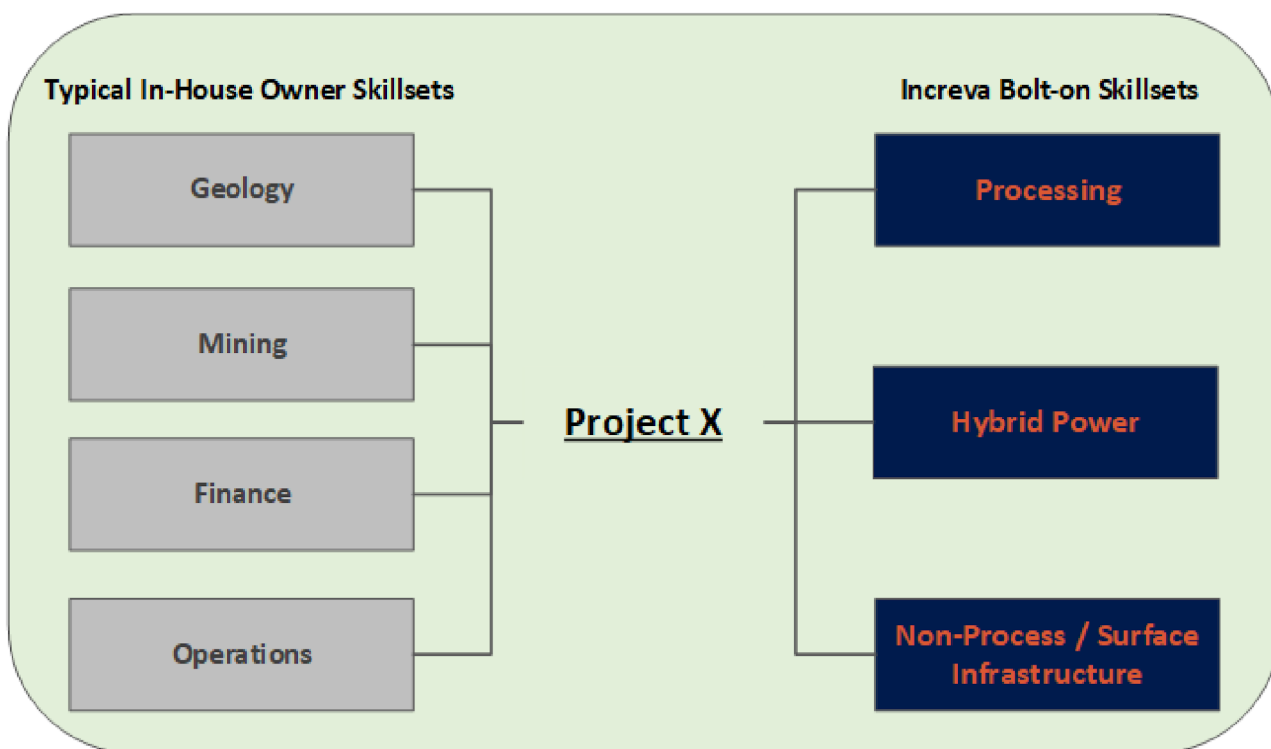 Typical In-House Owner Skillsets
Geology
Mining
Finance
Operations
Project X
Increva Bolt-on Skillsets
Processing
Hybrid Power
Non-Process / Surface
Infrastructure